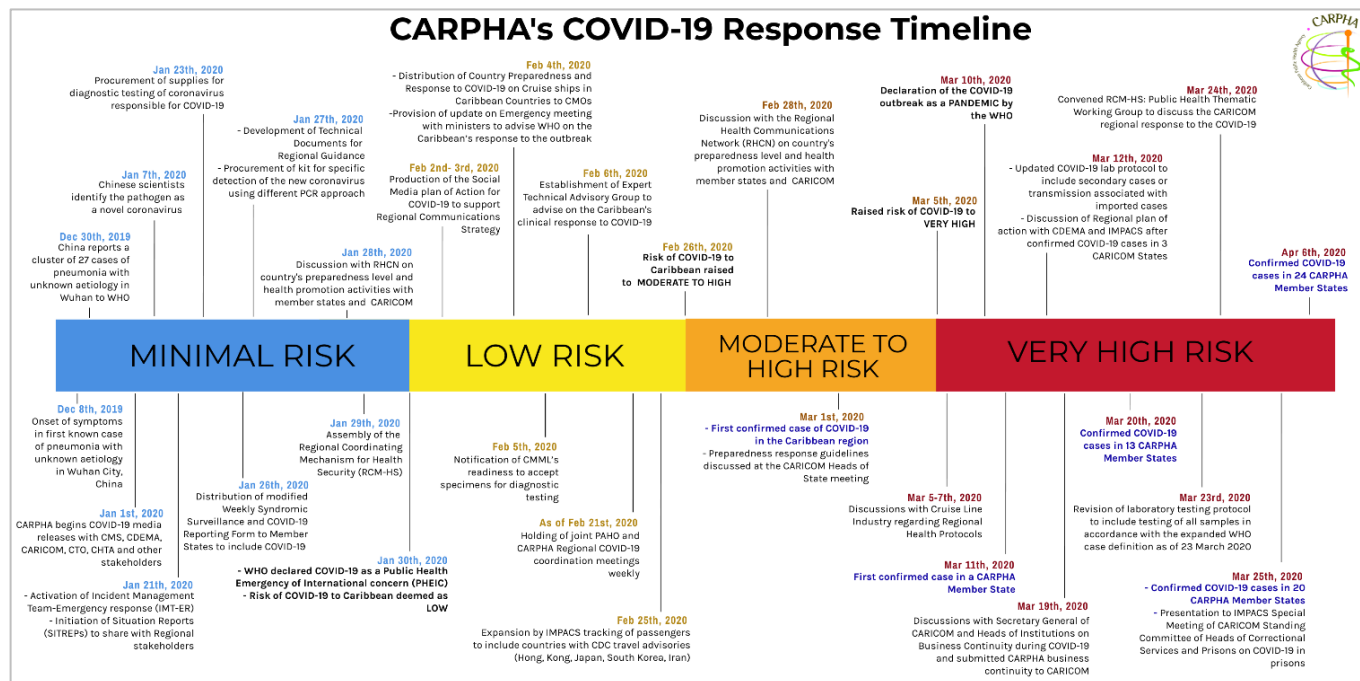 CARPHA's COVID-19 Response Timeline
CARPHA
Jan 23th, 2020
Procurement of supplies for
diagnostic testing of coronavirus
responsible for COVID-19
Jan 7th, 2020
Chinese scientists
identify the pathogen as
a novel coronavirus
Dec 30th, 2019
China reports a
cluster of 27 cases of
pneumonia with
unknown aetiology in
Wuhan to WHO
Jan 27th, 2020
- Development of Technical
Documents for
Regional Guidance
- Procurement of kit for specific
detection of the new coronavirus
using different PCR approach
Jan 28th, 2020
Discussion with RHCN on
country's preparedness level and
health promotion activities with
member states and CARICOM
Feb 4th, 2020
- Distribution of Country Preparedness and
Response to COVID-19 on Cruise ships in
Caribbean Countries to CMOs
-Provision of update on Emergency meeting
with ministers to advise WHO on the
Caribbean's response to the outbreak
Feb 2nd- 3rd, 2020
Production of the Social
Media plan of Action for
COVID-19 to support
Regional Communications
Strategy
Feb 6th, 2020
Establishment of Expert
Technical Advisory Group to
advise on the Caribbean's
clinical response to COVID-19
Feb 26th, 2020
Risk of COVID-19 to
Caribbean raised
to MODERATE TO HIGH
Feb 28th, 2020
Discussion with the Regional
Health Communications
Network (RHCN) on country's
preparedness level and health
promotion activities with
member states and CARICOM
Mar 10th, 2020
Declaration of the COVID-19
outbreak as a PANDEMIC by
the WHO
Mar 5th, 2020
Raised risk of COVID-19 to
VERY HIGH
Mar 24th, 2020
Convened RCM-HS: Public Health Thematic
Working Group to discuss the CARICOM
regional response to the COVID-19
Mar 12th, 2020
- Updated COVID-19 lab protocol to
include secondary cases or
transmission associated with
imported cases
- Discussion of Regional plan of
action with CDEMA and IMPACS after
confirmed COVID-19 cases in 3
CARICOM States
Apr 6th, 2020
Confirmed COVID-19
cases in 24 CARPHA
Member States
MINIMAL RISK
LOW RISK
MODERATE TO
HIGH RISK
VERY HIGH RISK
Dec 8th, 2019
Onset of symptoms
in first known case
of pneumonia with
unknown aetiology
in Wuhan City,
China
Jan 1st, 2020
CARPHA begins COVID-19 media
releases with CMS, CDEMA,
CARICOM, CTO, CHTA and other
stakeholders
Jan 21th, 2020
- Activation of Incident Management
Team-Emergency response (IMT-ER)
- Initiation of Situation Reports
(SITREPs) to share with Regional
stakeholders
Jan 26th, 2020
Distribution of modified
Weekly Syndromic
Surveillance and COVID-19
Reporting Form to Member
States to include COVID-19
Jan 29th, 2020
Assembly of the
Regional Coordinating
Mechanism for Health
Security (RCM-HS)
Jan 30th, 2020
- WHO declared COVID-19 as a Public Health
Emergency of International concern (PHEIC)
- Risk of COVID-19 to Caribbean deemed as
LOW
Feb 5th, 2020
Notification of CMML's
readiness to accept
specimens for diagnostic
testing
As of Feb 21st, 2020
Holding of joint PAHO and
CARPHA Regional COVID-19
coordination meetings
weekly
Feb 25th, 2020
Expansion by IMPACS tracking of passengers
to include countries with CDC travel advisories
(Hong, Kong, Japan, South Korea, Iran)
Mar 1st, 2020
- First confirmed case of COVID-19
in the Caribbean region
- Preparedness response guidelines
discussed at the CARICOM Heads of
State meeting
Mar 5-7th, 2020
Discussions with Cruise Line
Industry regarding Regional
Health Protocols
Mar 11th, 2020
First confirmed case in a CARPHA
Member State
Mar 19th, 2020
Discussions with Secretary General of
CARICOM and Heads of Institutions on
Business Continuity during COVID-19
and submitted CARPHA business
continuity to CARICOM
Mar 20th, 2020
Confirmed COVID-19
cases in 13 CARPHA
Member States
Mar 23rd, 2020
Revision of laboratory testing protocol
to include testing of all samples in
accordance with the expanded WHO
case definition as of 23 March 2020
Mar 25th, 2020
- Confirmed COVID-19 cases in 20
CARPHA Member States
- Presentation to IMPACS Special
Meeting of CARICOM Standing
Committee of Heads of Correctional
Services and Prisons on COVID-19 in
prisons